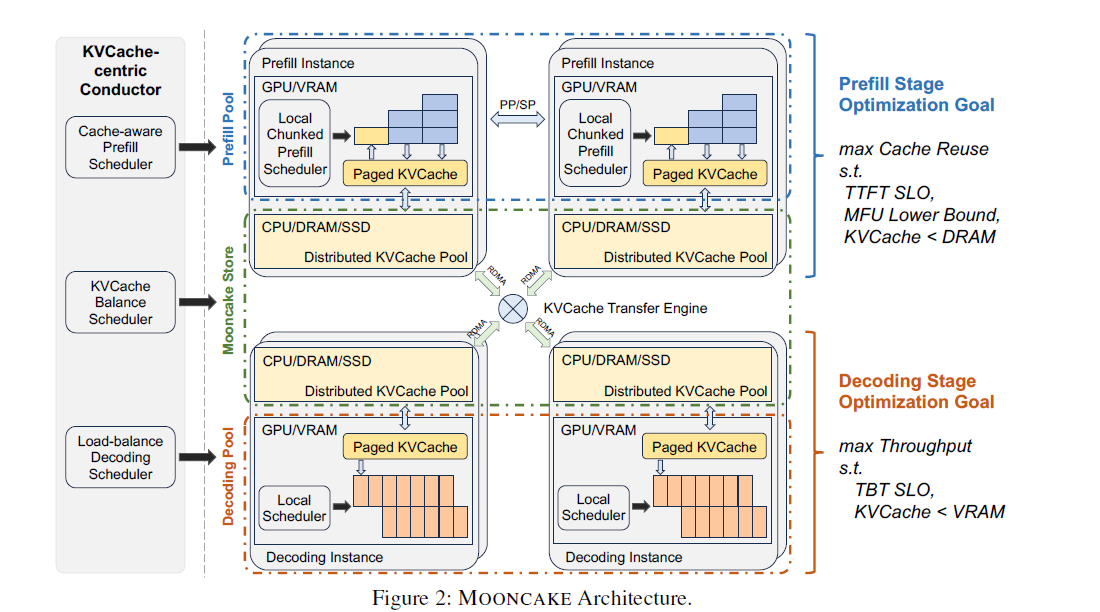 KVCache-
centric
Conductor
Cache-aware
Prefill
Scheduler
KVCache
Balance
Scheduler
Load-balance
Decoding
Scheduler
Prefill Pool
Mooncake Store
Decoding Pool
Prefill Instance
GPU/VRAM
Local
Chunked
Prefill
Scheduler
Paged KVCache
CPU/DRAM/SSD
Distributed KVCache Pool
PP/SP
Prefill Instance
GPU/VRAM
Local
Chunked
Prefill
Scheduler
Paged KVCache
CPU/DRAM/SSD
Distributed KVCache Pool
RDMA
RDMA
KVCache Transfer Engine
RDMA
RDMA
CPU/DRAM/SSD
Distributed KVCache Pool
GPU/VRAM
Paged KVCache
Local
Scheduler
Decoding Instance
CPU/DRAM/SSD
Distributed KVCache Pool
GPU/VRAM
Paged KVCache
Local
Scheduler
Decoding Instance
Prefill Stage
Optimization Goal
max Cache Reuse
s.t.
TTFT SLO,
MFU Lower Bound,
KVCache < DRAM
Decoding Stage
Optimization Goal
max Throughput
s.t.
TBT SLO,
KVCache < VRAM
Figure 2: MOONCAKE Architecture.